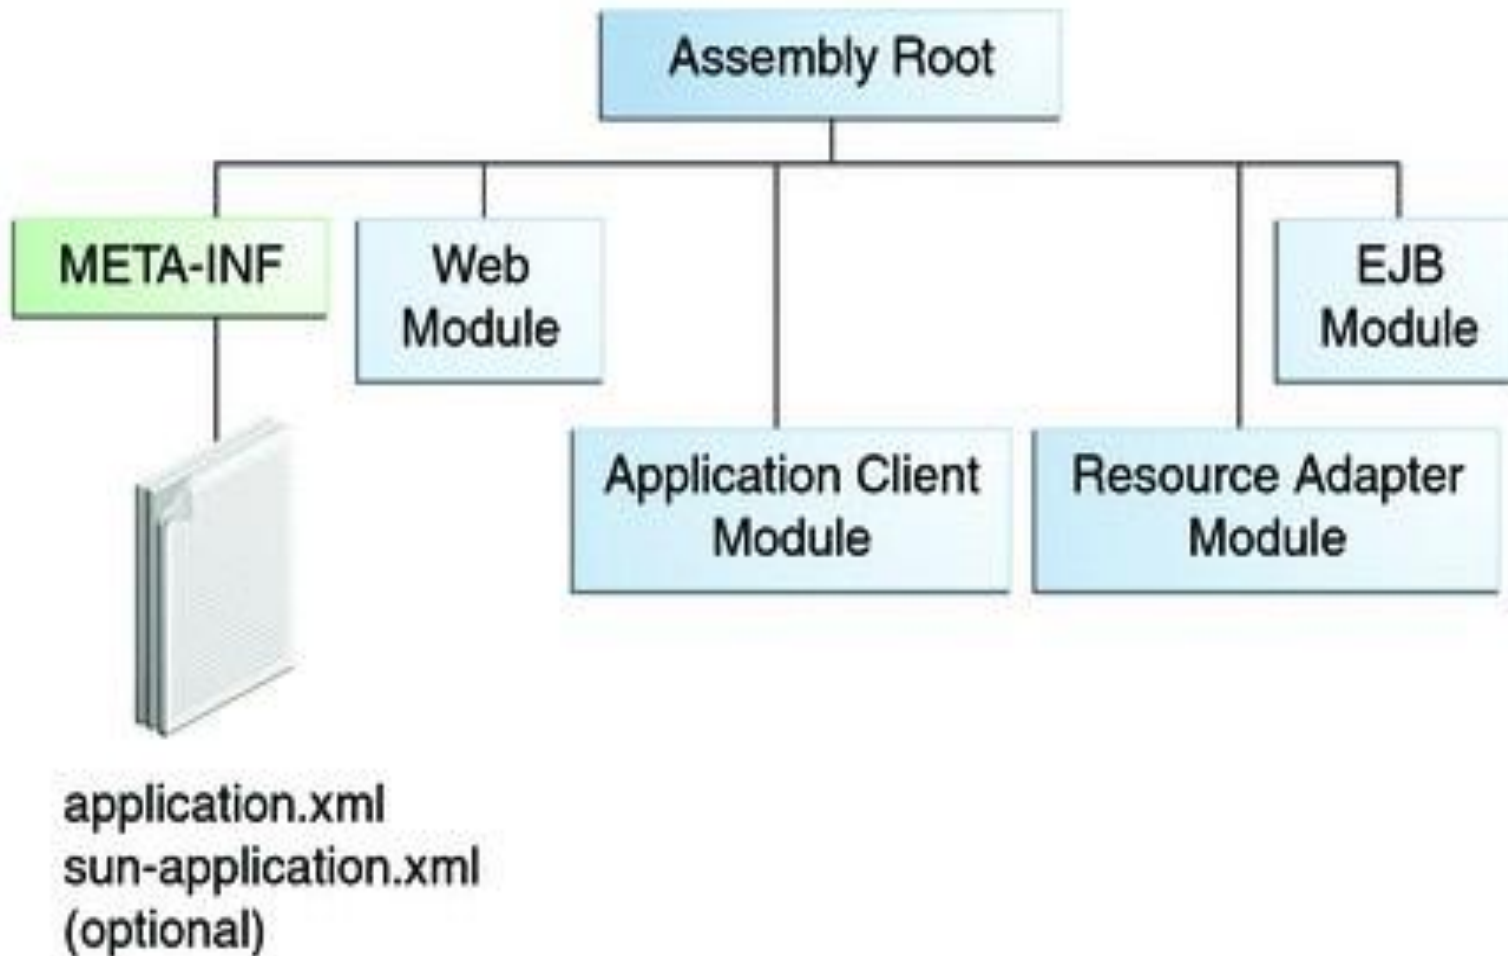 Assembly Root
META-INF
Web
Module
EJB
Module
Application Client
Module
Resource Adapter
Module
application.xml
sun-application.xml
(optional)